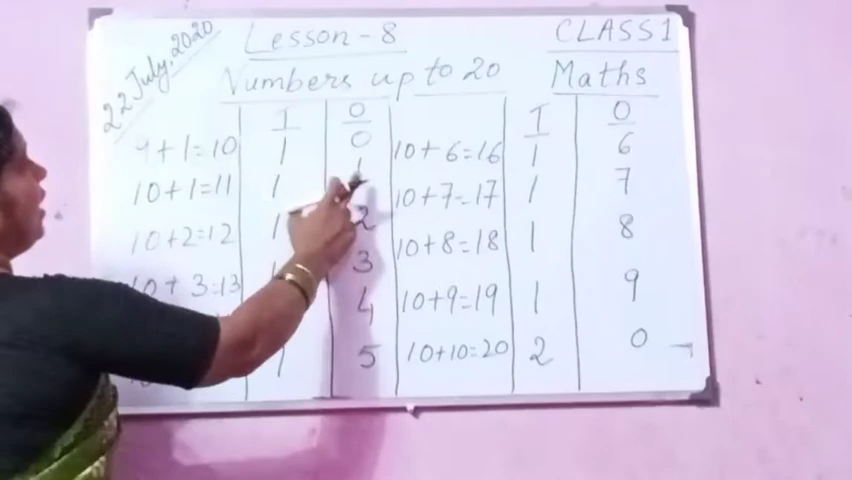 22 July, 2020
Lesson - 8
CLASS 1
Numbers up to 20
Maths
T O
9+1=10 1 0
10+1=11 1 1
10+2=12 1 2
10+3=13 1 3
4
1 5
T O
10+6=16 1 6
10+7=17 1 7
10+8=18 1 8
10+9=19 1 9
10+10=20 2 0